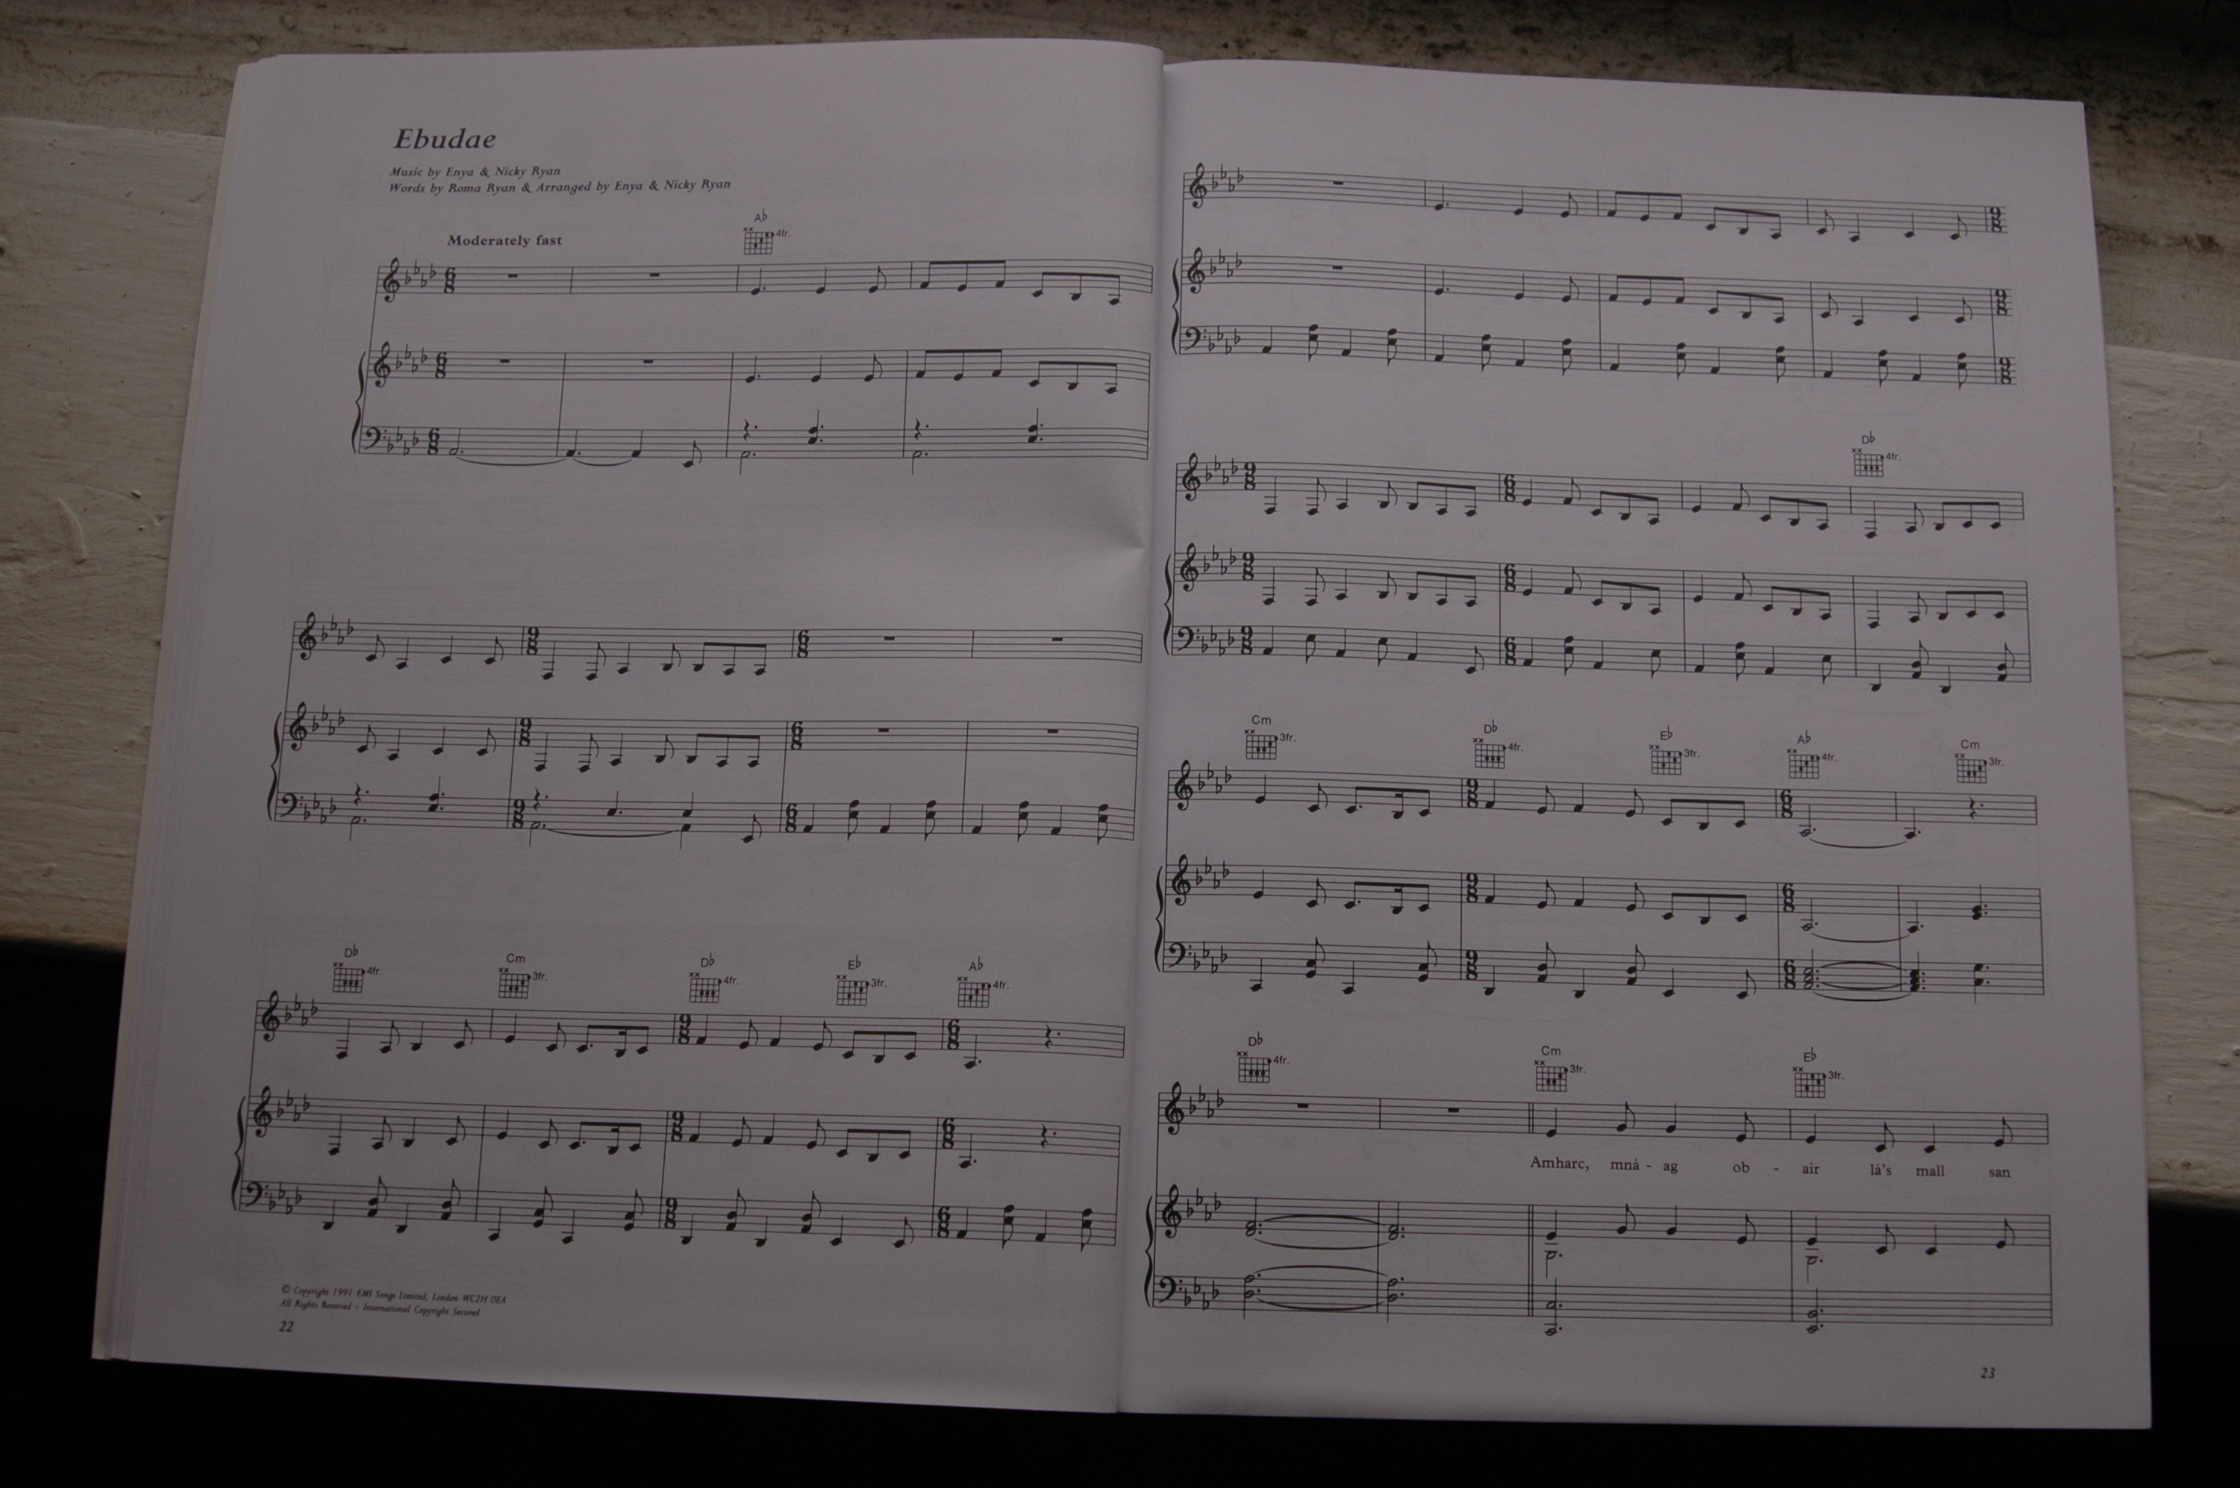 Ebudae
Music by Enya & Nicky Ryan
Words by Roma Ryan & Arranged by Enya & Nicky Ryan
A♭
4fr.
Moderately fast
D♭ Cm D♭ E♭ A♭
4fr. 3fr. 4fr. 3fr. 4fr.
© Copyright 1991 EMI Songs Limited, London WC2H 0EA
All Rights Reserved - International Copyright Secured
22
D♭
4fr.
Cm D♭ E♭ A♭ Cm
3fr. 4fr. 3fr. 4fr. 3fr.
D♭ Cm E♭
4fr. 3fr. 3fr.
Amharc, mná - ag ob - air lá's mall san
23